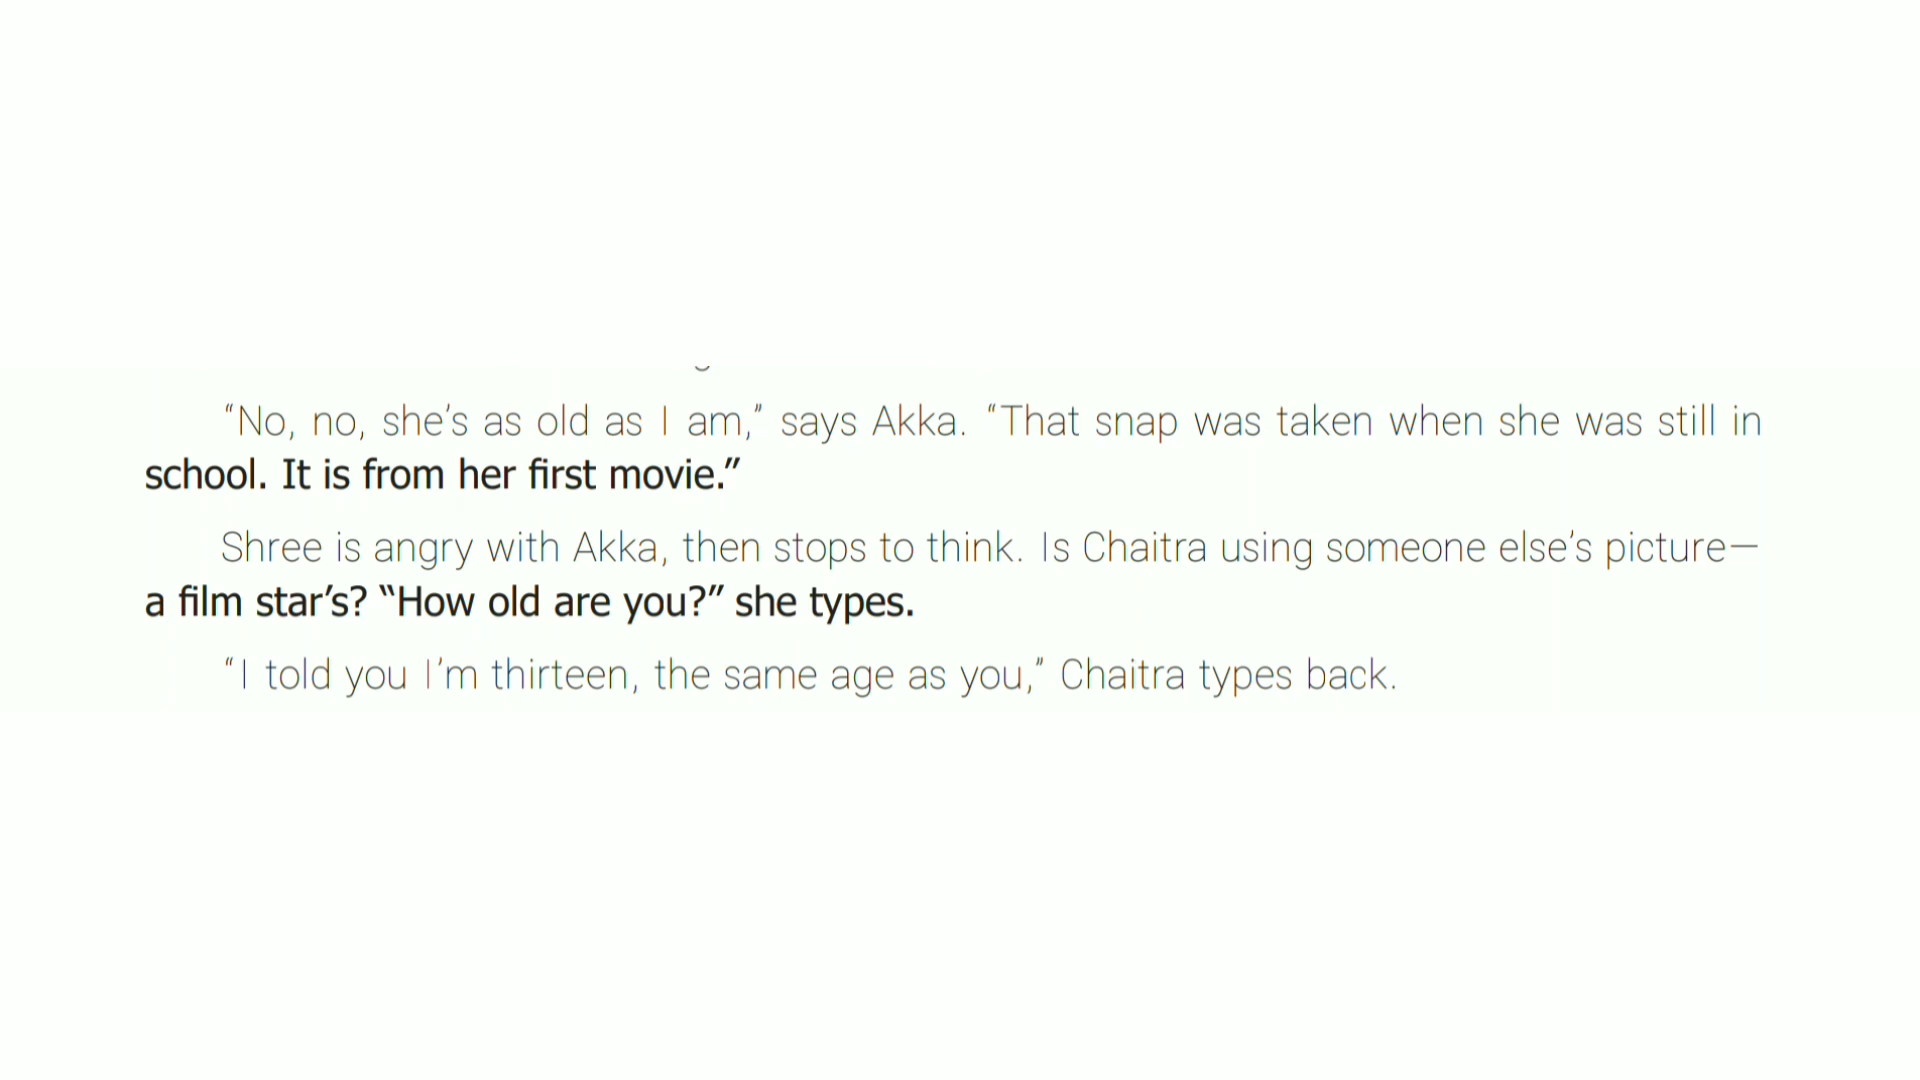 “No, no, she’s as old as I am,” says Akka. “That snap was taken when she was still in
school. It is from her first movie.”
Shree is angry with Akka, then stops to think. Is Chaitra using someone else’s picture—
a film star’s? “How old are you?” she types.
“I told you I’m thirteen, the same age as you,” Chaitra types back.